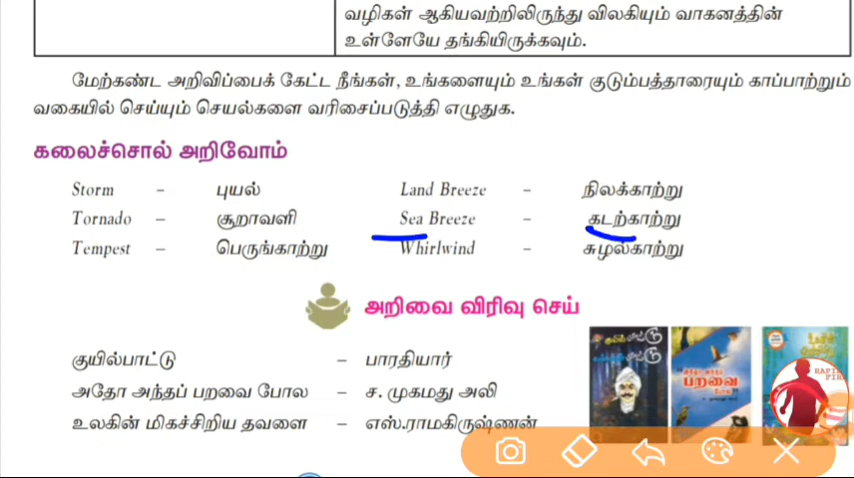 வழிகள் ஆகியவற்றிலிருந்து விலகியும் வாகனத்தின்
உள்ளேயே தங்கியிருக்கவும்.
மேற்கண்ட அறிவிப்பைக் கேட்ட நீங்கள், உங்களையும் உங்கள் குடும்பத்தாரையும் காப்பாற்றும்
வகையில் செய்யும் செயல்களை வரிசைப்படுத்தி எழுதுக.
கலைச்சொல் அறிவோம்
Storm – புயல் Land Breeze – நிலக்காற்று
Tornado – சூறாவளி Sea Breeze – கடற்காற்று
Tempest – பெருங்காற்று Whirlwind – சுழல்காற்று
அறிவை விரிவு செய்
குயில்பாட்டு – பாரதியார்
அதோ அந்தப் பறவை போல – ச. முகமது அலி
உலகின் மிகச்சிறிய தவளை – எஸ்.ராமகிருஷ்ணன்
பறவை